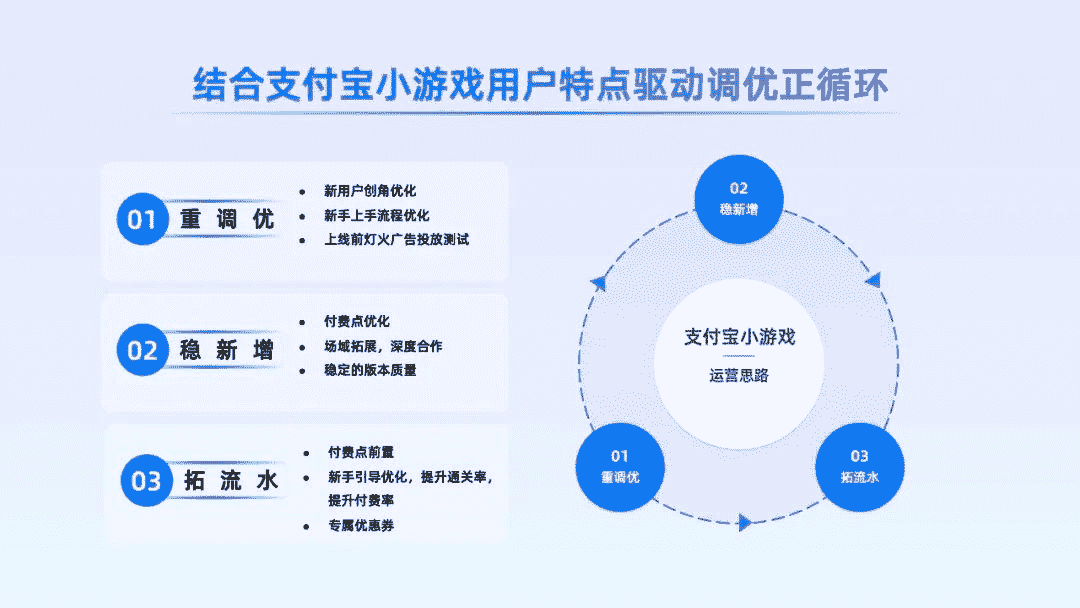 结合支付宝小游戏用户特点驱动调优正循环
01 重调优
• 新用户创角优化
• 新手上手流程优化
• 上线前灯火广告投放测试
02 稳新增
• 付费点优化
• 场域拓展，深度合作
• 稳定的版本质量
03 拓流水
• 付费点前置
• 新手引导优化，提升通关率，
提升付费率
• 专属优惠券
02
稳新增
支付宝小游戏
运营思路
01
重调优
03
拓流水